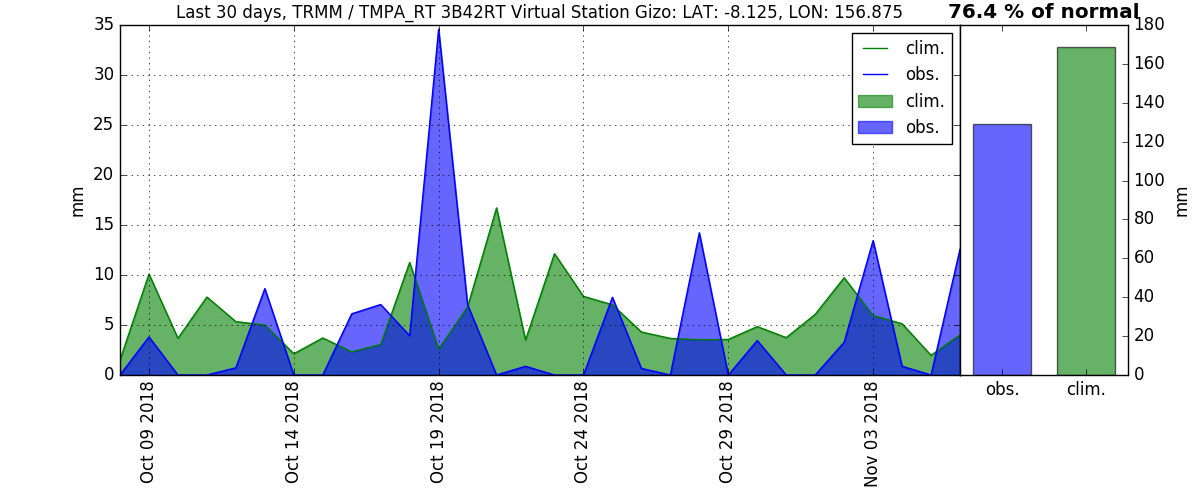 Last 30 days, TRMM / TMPA_RT 3B42RT Virtual Station Gizo: LAT: -8.125, LON: 156.875
76.4 % of normal
35
30
25
20
15
10
5
0
mm
clim.
obs.
clim.
obs.
Oct 09 2018
Oct 14 2018
Oct 19 2018
Oct 24 2018
Oct 29 2018
Nov 03 2018
180
160
140
120
100
80
60
40
20
0
mm
obs.
clim.